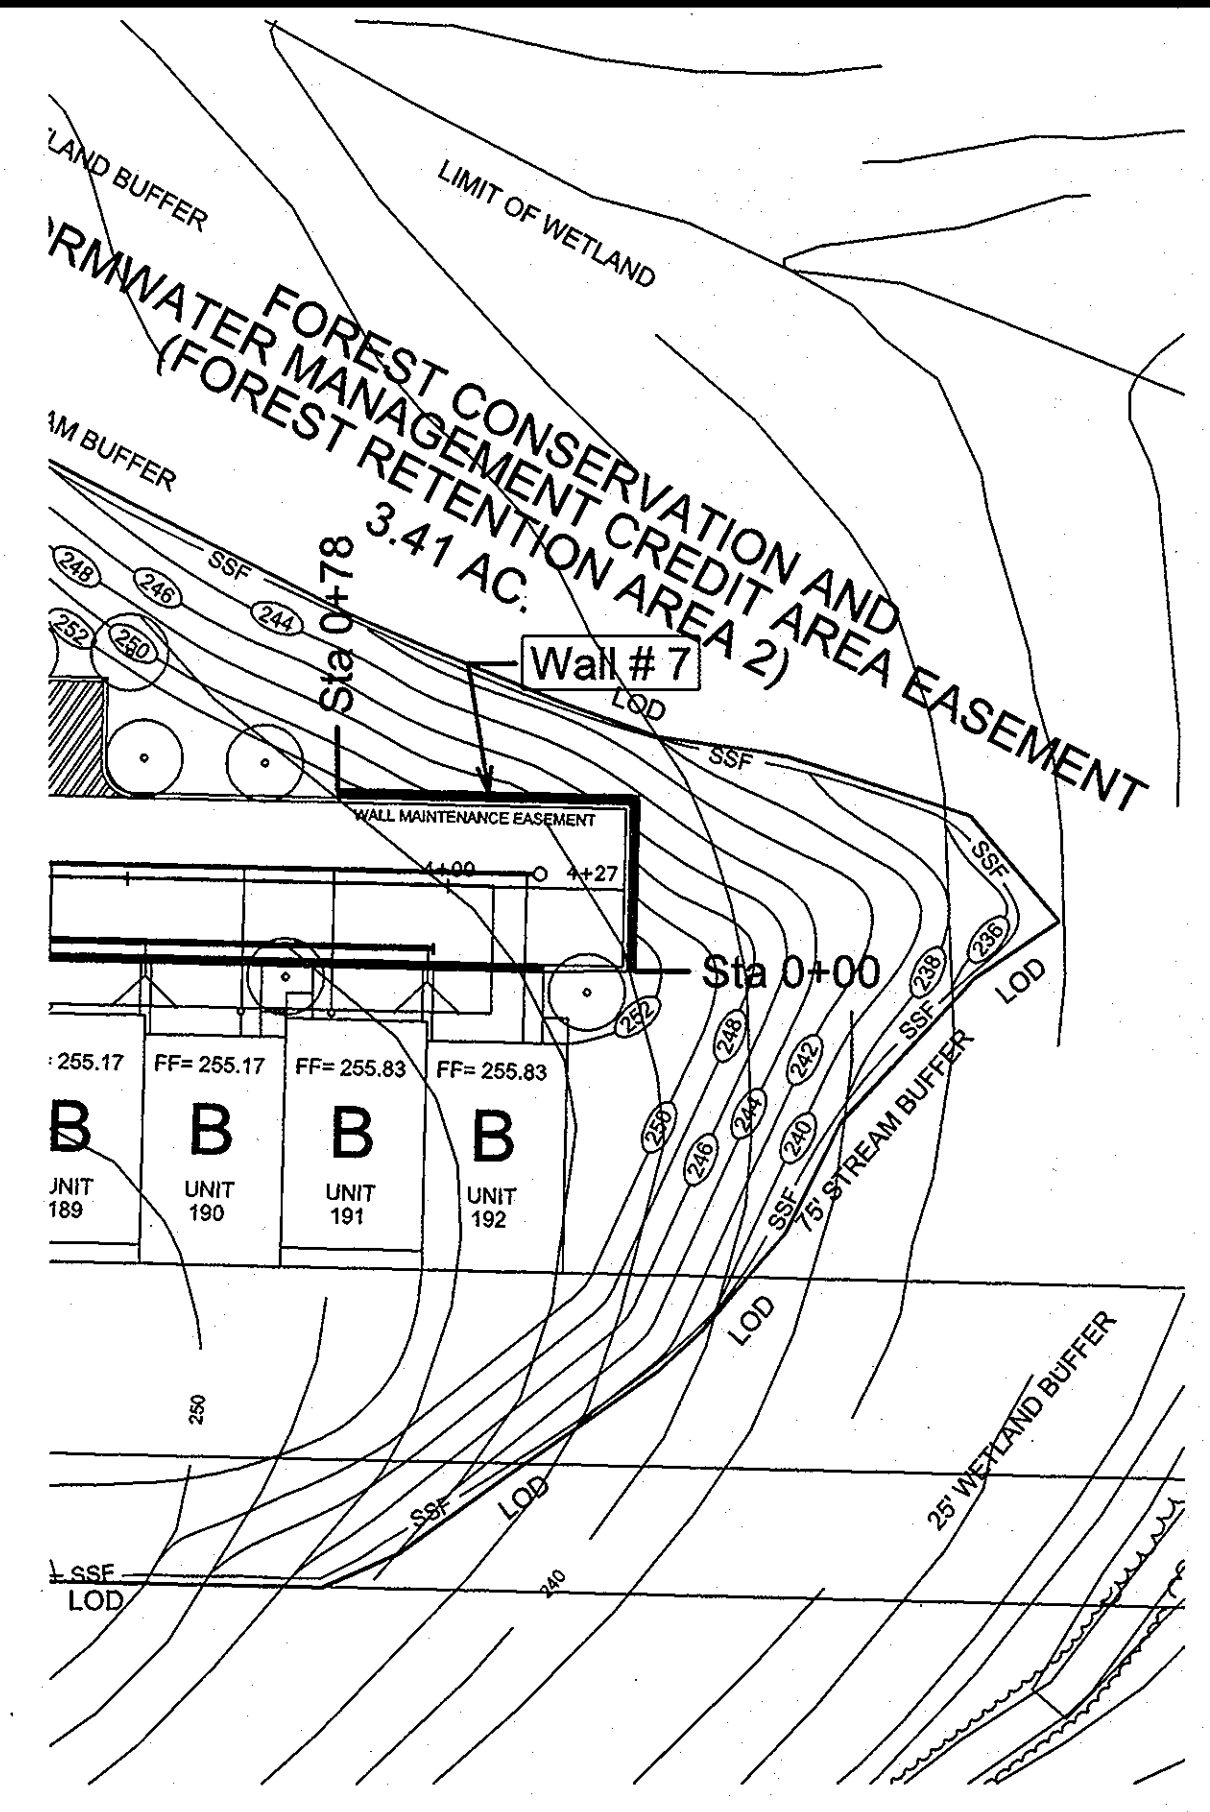 LAND BUFFER
LIMIT OF WETLAND
FOREST CONSERVATION AND
ORMWATER MANAGEMENT CREDIT AREA EASEMENT
(FOREST RETENTION AREA 2)
3.41 AC.
AM BUFFER
SSF
248
246
244
252
250
Sta 0+78
Wall # 7
LOD
SSF
WALL MAINTENANCE EASEMENT
4+00
4+27
SSF
236
238
LOD
Sta 0+00
252
SSF
248
242
= 255.17
FF= 255.17
FF= 255.83
FF= 255.83
B
B
B
B
250
244
240
246
75' STREAM BUFFER
SSF
UNIT
189
UNIT
190
UNIT
191
UNIT
192
LOD
250
25' WETLAND BUFFER
SSF
LOD
SSF
LOD
240